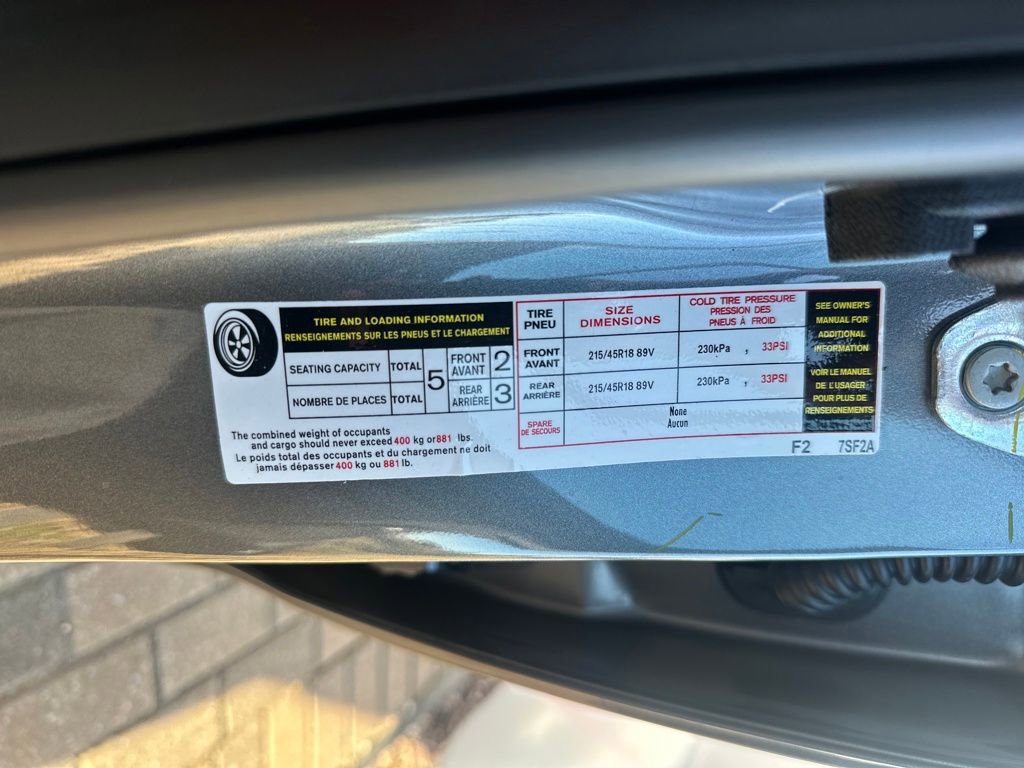 TIRE AND LOADING INFORMATION
RENSEIGNEMENTS SUR LES PNEUS ET LE CHARGEMENT
SEATING CAPACITY TOTAL 5 FRONT AVANT 2
NOMBRE DE PLACES TOTAL REAR ARRIÈRE 3
The combined weight of occupants
and cargo should never exceed 400 kg or 881 lbs.
Le poids total des occupants et du chargement ne doit
jamais dépasser 400 kg ou 881 lb.
TIRE PNEU SIZE DIMENSIONS COLD TIRE PRESSURE PRESSION DES PNEUS À FROID
FRONT AVANT 215/45R18 89V 230kPa , 33PSI
REAR ARRIÈRE 215/45R18 89V 230kPa , 33PSI
SPARE DE SECOURS None Aucun
SEE OWNER'S
MANUAL FOR
ADDITIONAL
INFORMATION
VOIR LE MANUEL
DE L'USAGER
POUR PLUS DE
RENSEIGNEMENTS
F2 7SF2A